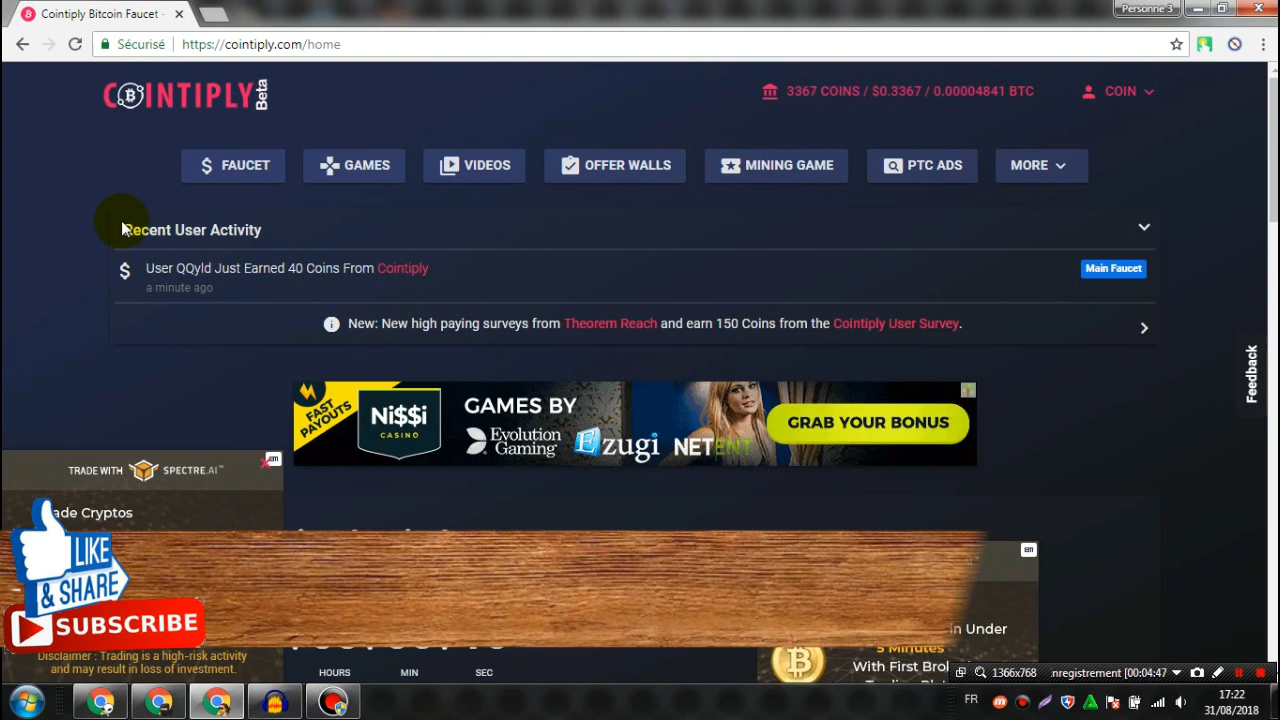 Cointiply Bitcoin Faucet -
Personne 3
Sécurisé
https://cointiply.com/home
COINTIPLY Beta
3367 COINS / $0.3367 / 0.00004841 BTC
COIN
FAUCET
GAMES
VIDEOS
OFFER WALLS
MINING GAME
PTC ADS
MORE
Recent User Activity
User QQyld Just Earned 40 Coins From Cointiply
Main Faucet
a minute ago
New: New high paying surveys from Theorem Reach and earn 150 Coins from the Cointiply User Survey.
Feedback
FAST
PAYOUTS
Ni$$i
CASINO
GAMES BY
Evolution
Gaming
Ezugi
NETENT
GRAB YOUR BONUS
TRADE WITH SPECRE.AI
ade Cryptos
LIKE
& SHARE
SUBSCRIBE
Disclaimer : Trading is a high-risk activity
and may result in loss of investment.
HOURS
MIN
SEC
n Under
5 Minutes
With First Bro
1366x768
nregistrement [00:04:47]
FR
17:22
31/08/2018